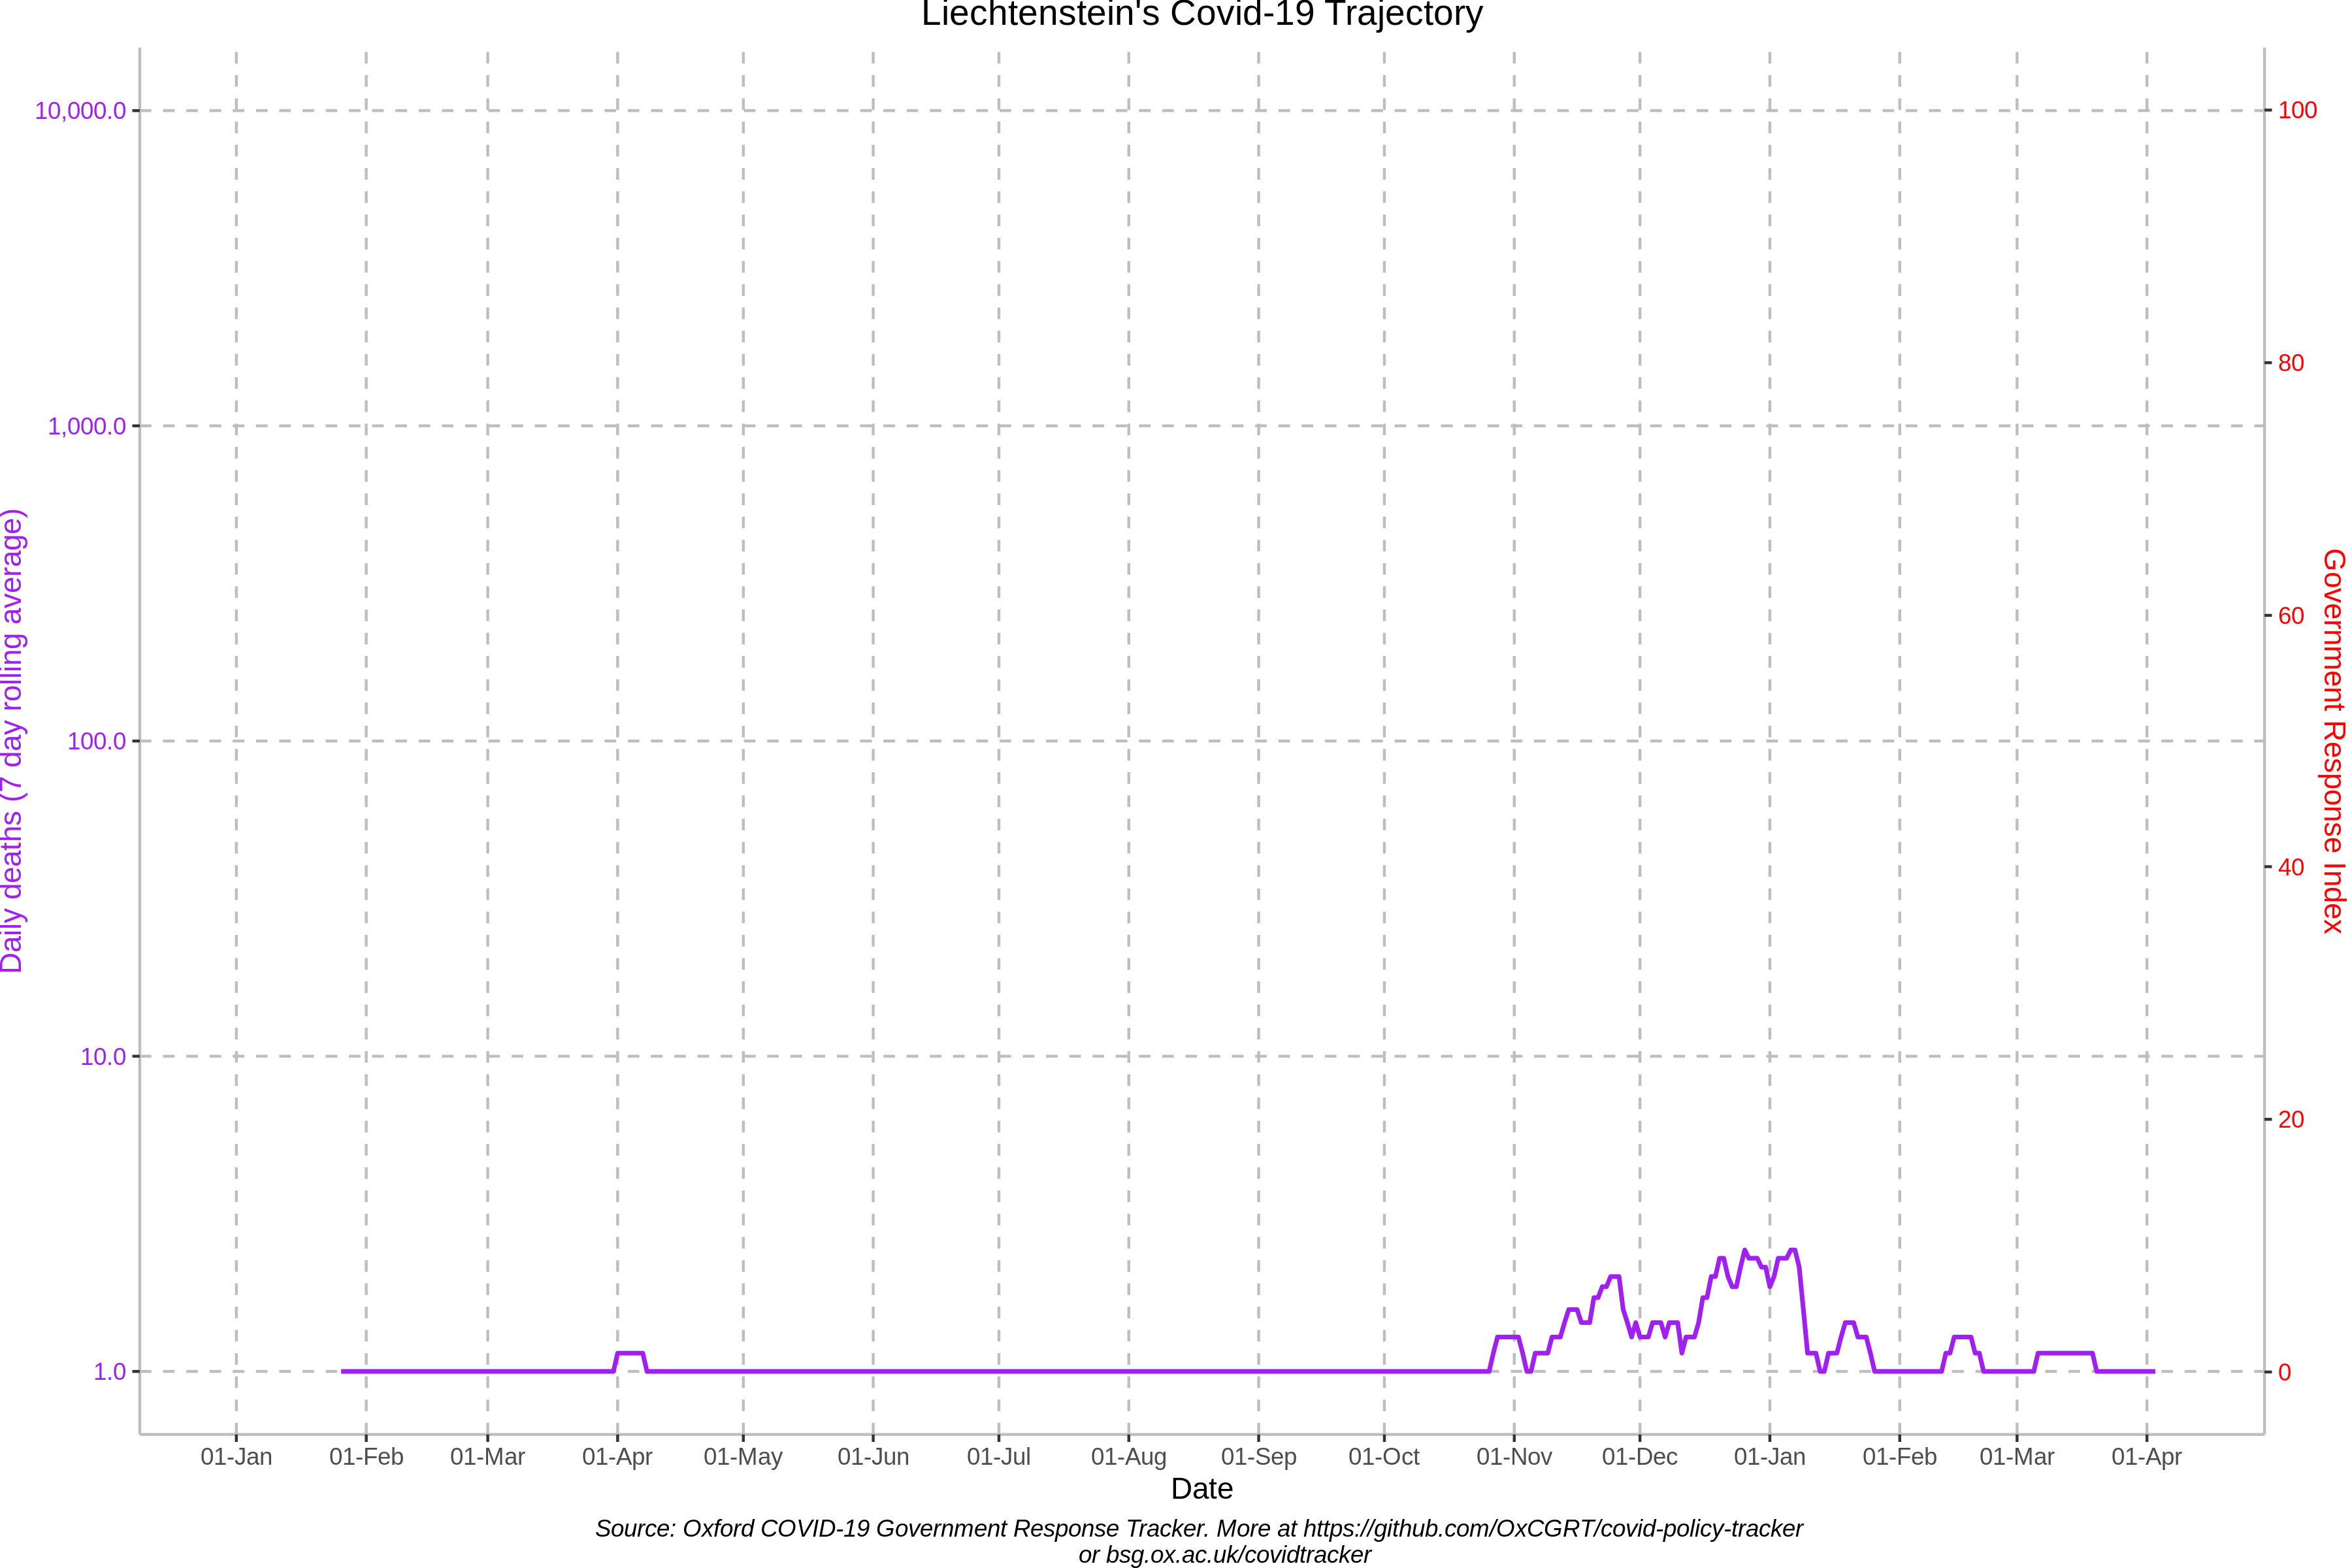 Liechtenstein's Covid-19 Trajectory
10,000.0
1,000.0
100.0
10.0
1.0
Daily deaths (7 day rolling average)
100
80
60
40
20
0
Government Response Index
01-Jan 01-Feb 01-Mar 01-Apr 01-May 01-Jun 01-Jul 01-Aug 01-Sep 01-Oct 01-Nov 01-Dec 01-Jan 01-Feb 01-Mar 01-Apr
Date
Source: Oxford COVID-19 Government Response Tracker. More at https://github.com/OxCGRT/covid-policy-tracker
or bsg.ox.ac.uk/covidtracker